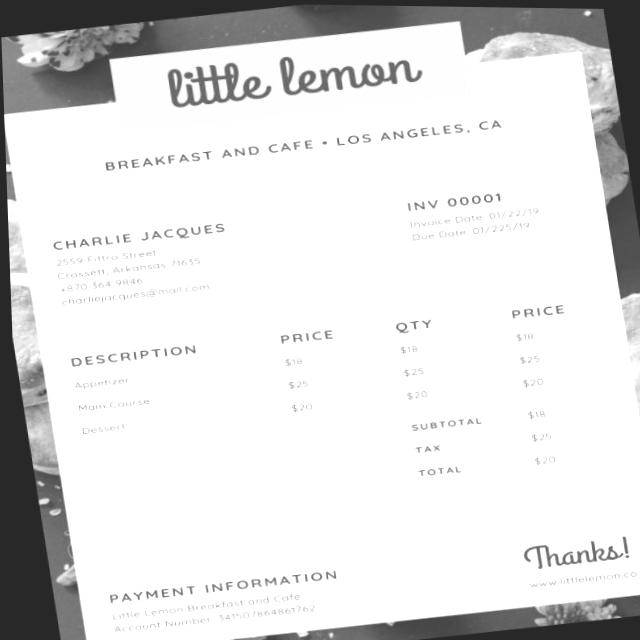 little lemon
BREAKFAST AND CAFE • LOS ANGELES, CA
INV 00001
Invoice Date: 01/22/19
Due Date: 01/225/19
CHARLIE JACQUES
2559 Fittro Street
Crossett, Arkansas 71635
+870 364 9846
charliejacques@mail.com
DESCRIPTION PRICE QTY PRICE
Appetizer $18 $18 $18
Main Course $25 $25 $25
Dessert $20 $20 $20
SUBTOTAL $18
TAX $25
TOTAL $20
Thanks!
www.littlelemon.co
PAYMENT INFORMATION
Little Lemon Breakfast and Cafe
Account Number: 341507864861762